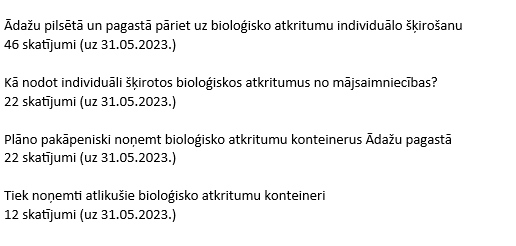 Ādažu pilsētā un pagastā pāriet uz bioloģisko atkritumu individuālo šķirošanu
46 skatījumi (uz 31.05.2023.)
Kā nodot individuāli šķirotos bioloģiskos atkritumus no mājsaimniecības?
22 skatījumi (uz 31.05.2023.)
Plāno pakāpeniski noņemt bioloģisko atkritumu konteinerus Ādažu pagastā
22 skatījumi (uz 31.05.2023.)
Tiek noņemti atlikušie bioloģisko atkritumu konteineri
12 skatījumi (uz 31.05.2023.)